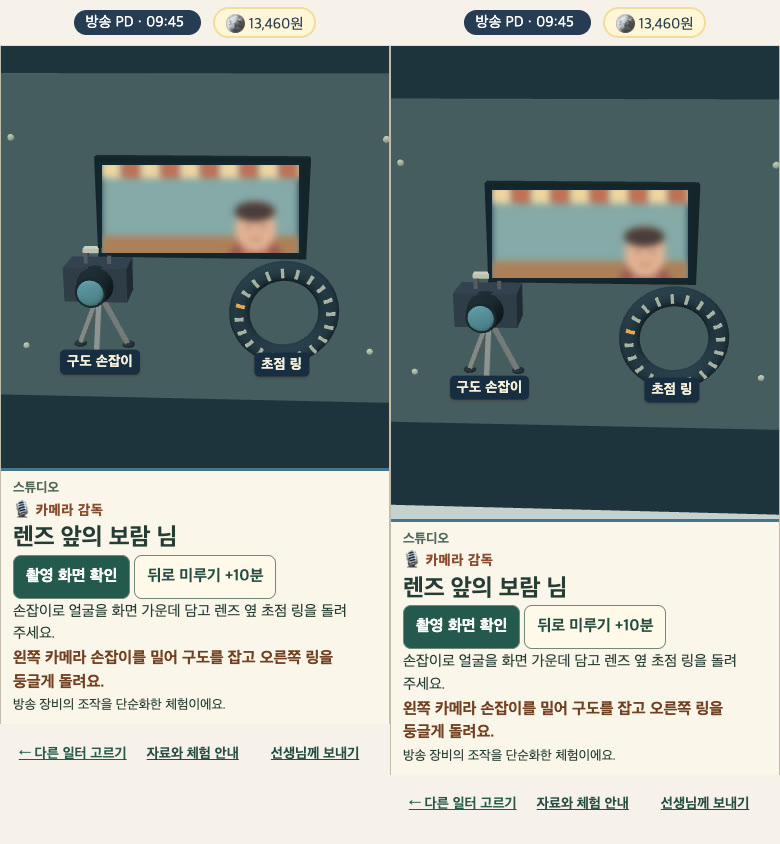 방송 PD · 09:45
13,460원
구도 손잡이
초점 링
스튜디오
카메라 감독
렌즈 앞의 보람 님
촬영 화면 확인
뒤로 미루기 +10분
손잡이로 얼굴을 화면 가운데 담고 렌즈 옆 초점 링을 돌려
주세요.
왼쪽 카메라 손잡이를 밀어 구도를 잡고 오른쪽 링을
둥글게 돌려요.
방송 장비의 조작을 단순화한 체험이에요.
← 다른 일터 고르기
자료와 체험 안내
선생님께 보내기
방송 PD · 09:45
13,460원
구도 손잡이
초점 링
스튜디오
카메라 감독
렌즈 앞의 보람 님
촬영 화면 확인
뒤로 미루기 +10분
손잡이로 얼굴을 화면 가운데 담고 렌즈 옆 초점 링을 돌려
주세요.
왼쪽 카메라 손잡이를 밀어 구도를 잡고 오른쪽 링을
둥글게 돌려요.
방송 장비의 조작을 단순화한 체험이에요.
← 다른 일터 고르기
자료와 체험 안내
선생님께 보내기